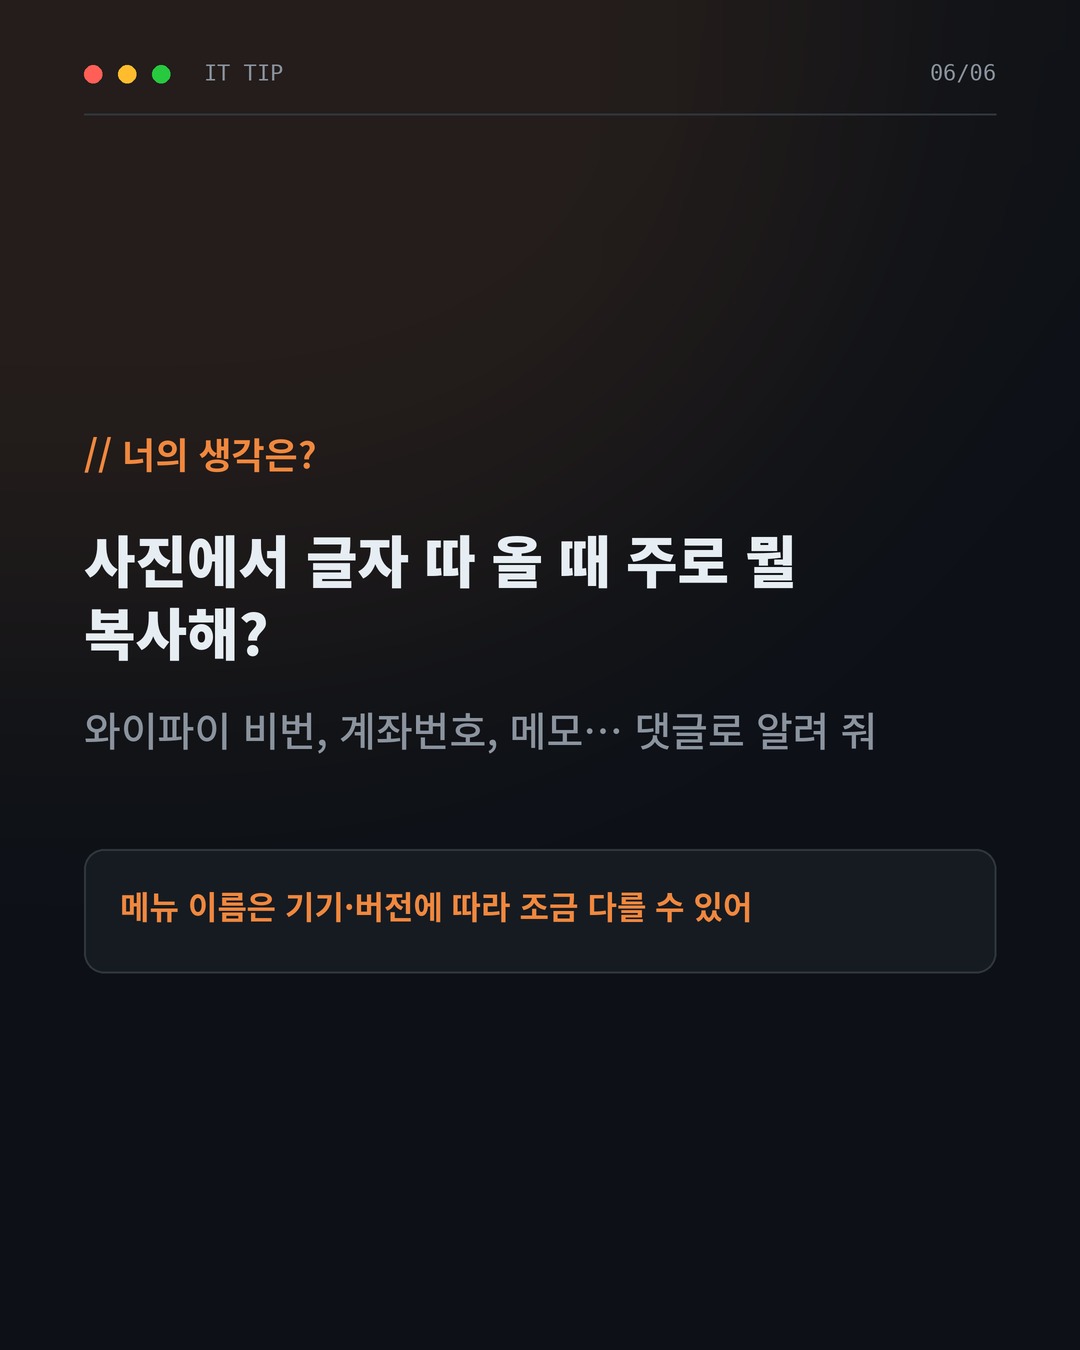 IT TIP
06/06
// 너의 생각은?
사진에서 글자 따 올 때 주로 뭘
복사해?
와이파이 비번, 계좌번호, 메모… 댓글로 알려 줘
메뉴 이름은 기기·버전에 따라 조금 다를 수 있어